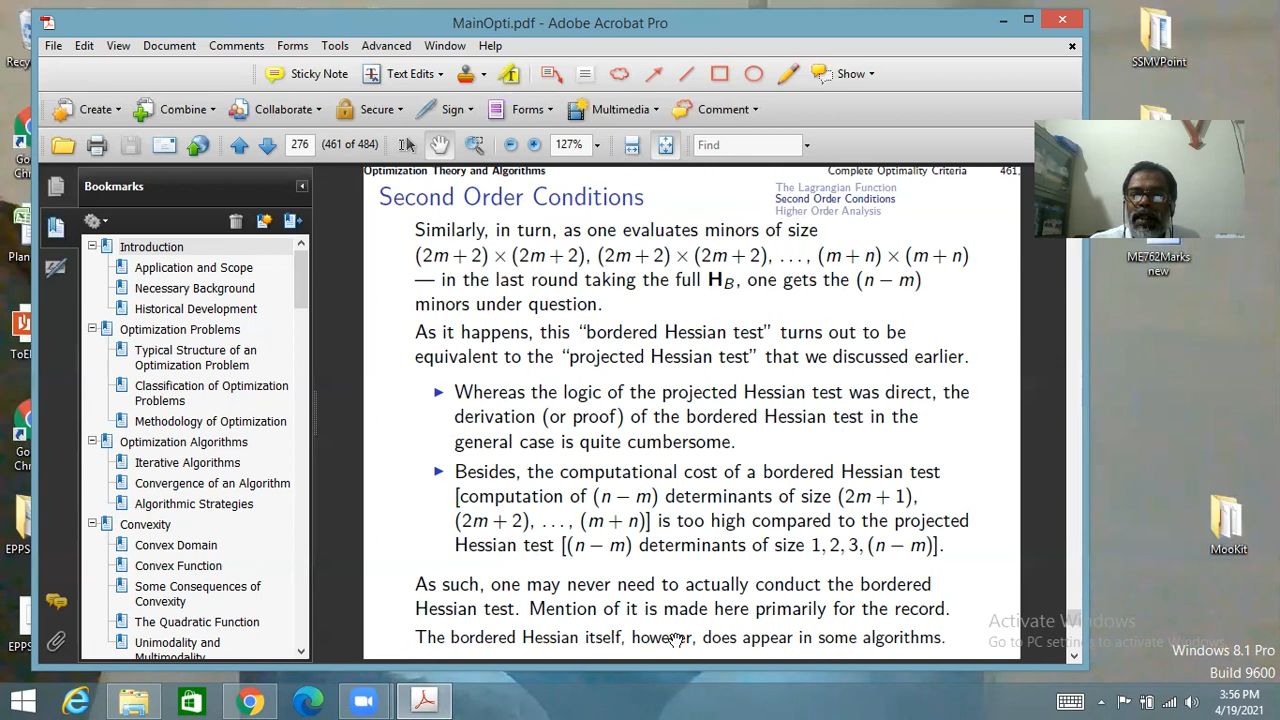 MainOpti.pdf - Adobe Acrobat Pro
File Edit View Document Comments Forms Tools Advanced Window Help
Sticky Note Text Edits Show
Create Combine Collaborate Secure Sign Forms Multimedia Comment
276 (461 of 484) 127% Find
Bookmarks
Introduction
Application and Scope
Necessary Background
Historical Development
Optimization Problems
Typical Structure of an
Optimization Problem
Classification of Optimization
Problems
Methodology of Optimization
Optimization Algorithms
Iterative Algorithms
Convergence of an Algorithm
Algorithmic Strategies
Convexity
Convex Domain
Convex Function
Some Consequences of
Convexity
The Quadratic Function
Unimodality and
Multimodality
Optimization Theory and Algorithms Complete Optimality Criteria 461,
Second Order Conditions
The Lagrangian Function
Second Order Conditions
Higher Order Analysis
Similarly, in turn, as one evaluates minors of size
(2m + 2) × (2m + 2), (2m + 2) × (2m + 2), . . . , (m + n) × (m + n)
— in the last round taking the full H_B, one gets the (n − m)
minors under question.
As it happens, this “bordered Hessian test” turns out to be
equivalent to the “projected Hessian test” that we discussed earlier.
Whereas the logic of the projected Hessian test was direct, the
derivation (or proof) of the bordered Hessian test in the
general case is quite cumbersome.
Besides, the computational cost of a bordered Hessian test
[computation of (n − m) determinants of size (2m + 1),
(2m + 2), . . . , (m + n)] is too high compared to the projected
Hessian test [(n − m) determinants of size 1, 2, 3, (n − m)].
As such, one may never need to actually conduct the bordered
Hessian test. Mention of it is made here primarily for the record.
The bordered Hessian itself, however, does appear in some algorithms.
SSMVPoint
ME762Marks
new
MooKit
Activate Windows
Go to PC settings to activate Windows
Windows 8.1 Pro
Build 9600
3:56 PM
4/19/2021